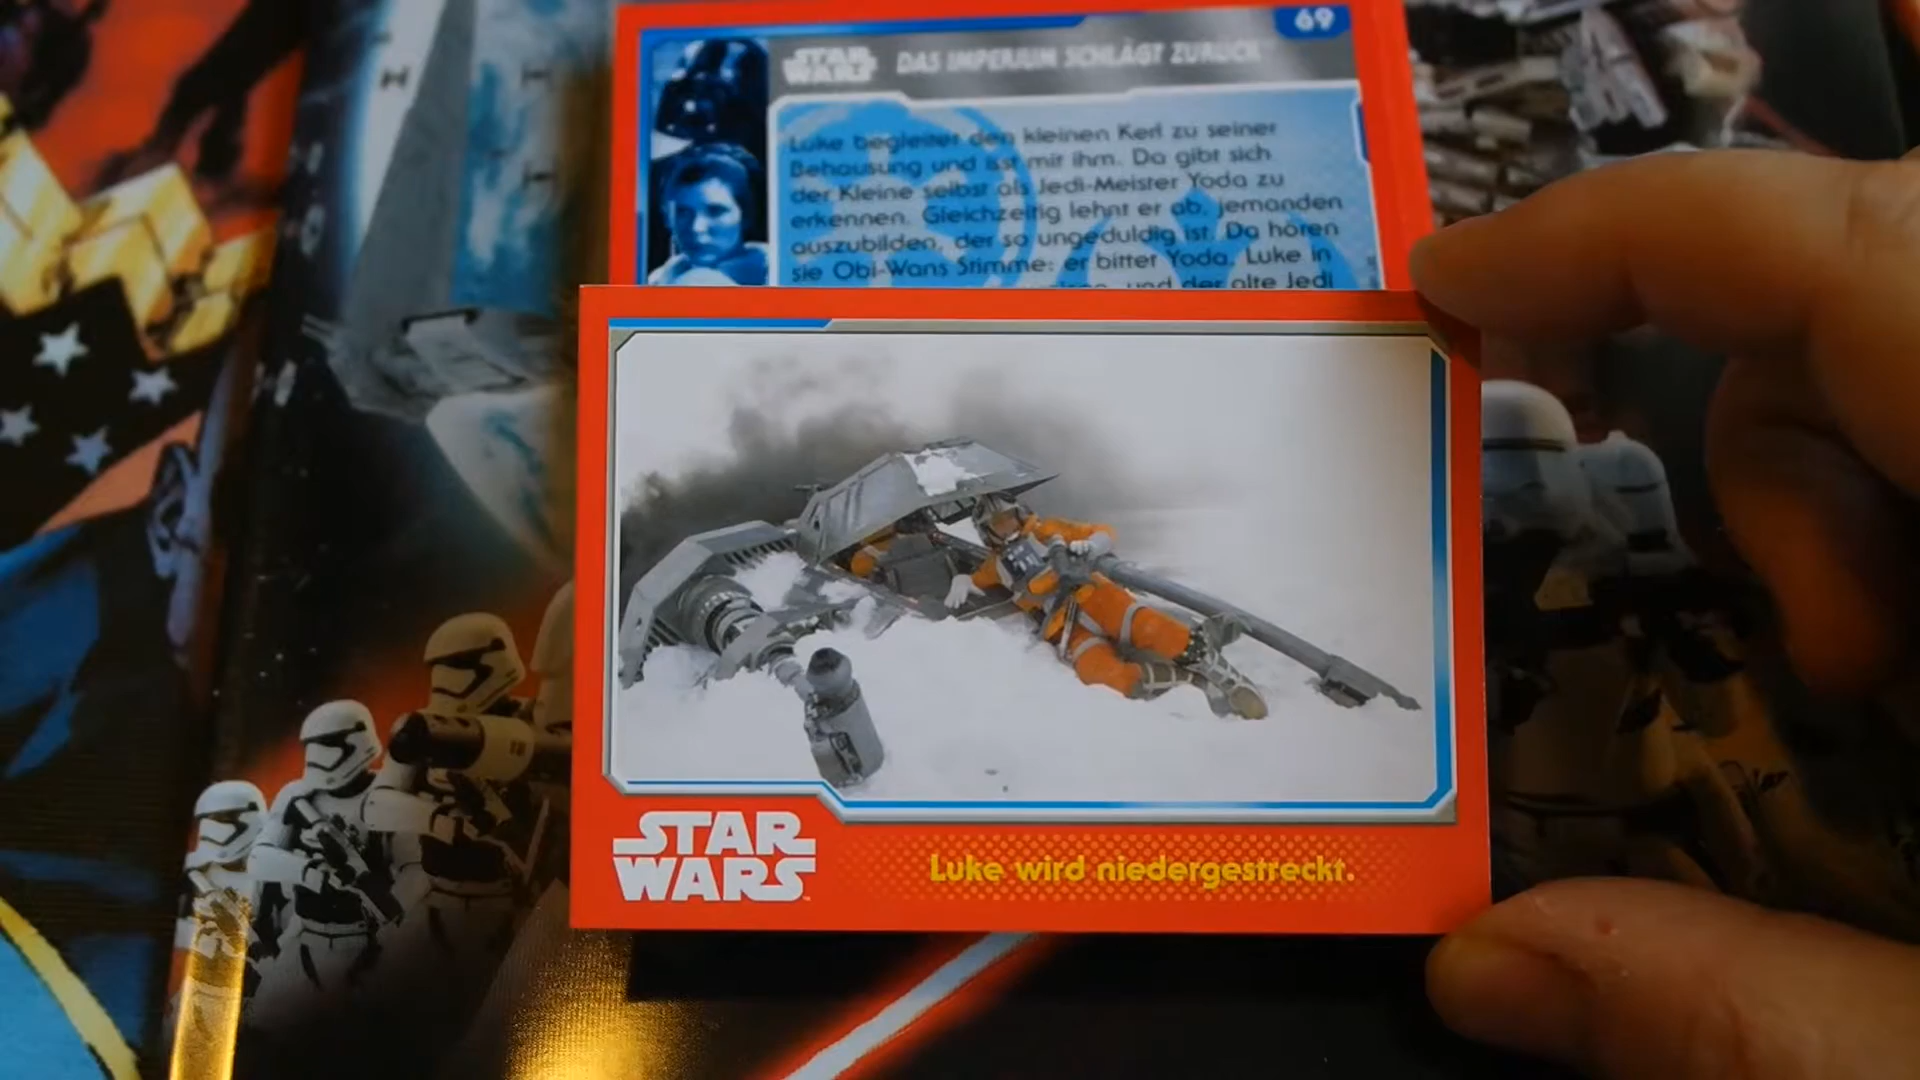 69
STAR WARS DAS IMPERIUM SCHLÄGT ZURÜCK
Luke begleitet den kleinen Kerl zu seiner
Behausung und isst mit ihm. Da gibt sich
der Kleine selbst als Jedi-Meister Yoda zu
erkennen. Gleichzeitig lehnt er ab, jemanden
auszubilden, der so ungeduldig ist. Da hören
sie Obi-Wans Stimme: er bittet Yoda, Luke in
und der alte Jedi
STAR
WARS
Luke wird niedergestreckt.